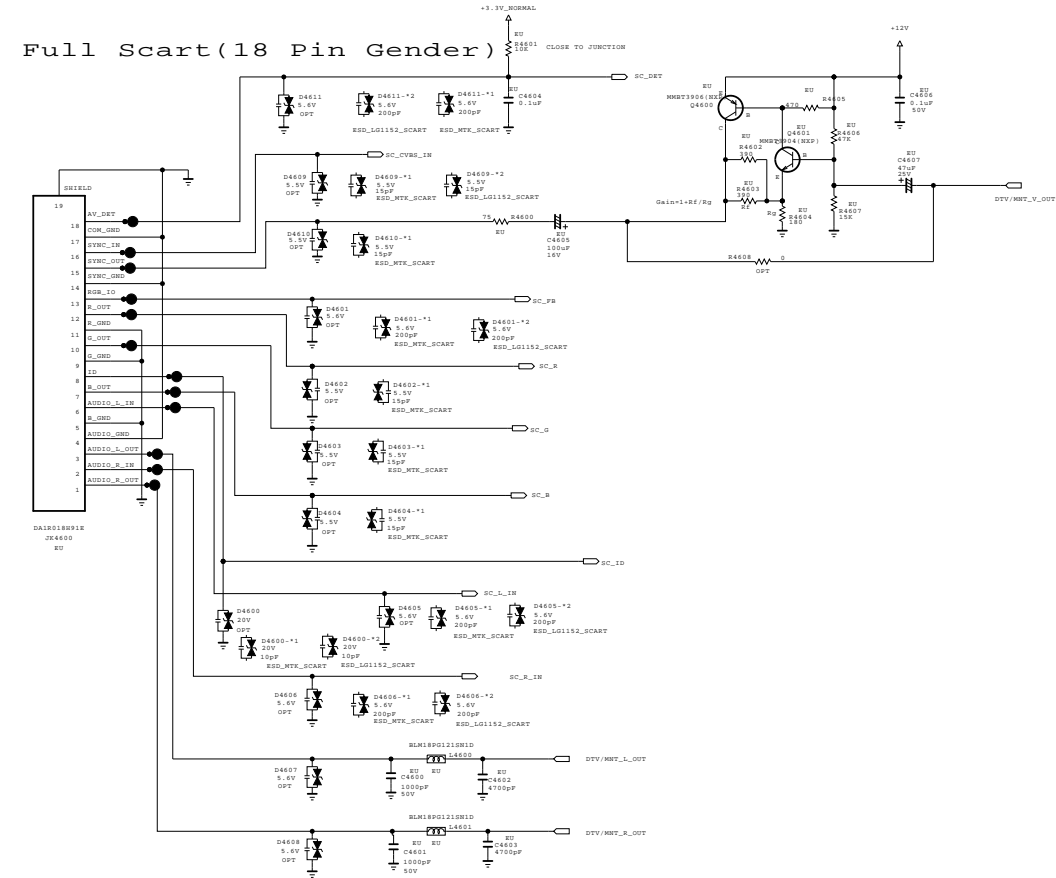 +3.3V_NORMAL
Full Scart(18 Pin Gender)
EU
R4601
10K
CLOSE TO JUNCTION
+12V
SC_DET
D4611
5.6V
OPT
D4611-*2
5.6V
200pF
ESD_LG1152_SCART
D4611-*1
5.6V
200pF
ESD_MTK_SCART
EU
C4604
0.1uF
EU
MMBT3906(NXP)
Q4600
E
B
C
EU
470
R4605
EU
C4606
0.1uF
50V
EU
Q4601
MMBT3904(NXP)
C
B
E
EU
R4606
47K
EU
R4602
390
EU
R4603
390
Rf
Gain=1+Rf/Rg
Rg
EU
R4604
180
EU
R4607
15K
EU
C4607
47uF
25V
DTV/MNT_V_OUT
SC_CVBS_IN
D4609
5.5V
OPT
D4609-*1
5.5V
15pF
ESD_MTK_SCART
D4609-*2
5.5V
15pF
ESD_LG1152_SCART
D4610
5.5V
OPT
D4610-*1
5.5V
15pF
ESD_MTK_SCART
75
R4600
EU
EU
C4605
100uF
16V
R4608
0
OPT
SHIELD
19
AV_DET
18
COM_GND
17
SYNC_IN
16
SYNC_OUT
15
SYNC_GND
14
RGB_IO
13
R_OUT
12
R_GND
11
G_OUT
10
G_GND
9
ID
8
B_OUT
7
AUDIO_L_IN
6
B_GND
5
AUDIO_GND
4
AUDIO_L_OUT
3
AUDIO_R_IN
2
AUDIO_R_OUT
1
DA1R018H91E
JK4600
EU
SC_FB
D4601
5.6V
OPT
D4601-*1
5.6V
200pF
ESD_MTK_SCART
D4601-*2
5.6V
200pF
ESD_LG1152_SCART
SC_R
D4602
5.5V
OPT
D4602-*1
5.5V
15pF
ESD_MTK_SCART
SC_G
D4603
5.5V
OPT
D4603-*1
5.5V
15pF
ESD_MTK_SCART
SC_B
D4604
5.5V
OPT
D4604-*1
5.5V
15pF
ESD_MTK_SCART
SC_ID
D4600
20V
OPT
D4600-*1
20V
10pF
ESD_MTK_SCART
D4600-*2
20V
10pF
ESD_LG1152_SCART
SC_L_IN
D4605
5.6V
OPT
D4605-*1
5.6V
200pF
ESD_MTK_SCART
D4605-*2
5.6V
200pF
ESD_LG1152_SCART
SC_R_IN
D4606
5.6V
OPT
D4606-*1
5.6V
200pF
ESD_MTK_SCART
D4606-*2
5.6V
200pF
ESD_LG1152_SCART
BLM18PG121SN1D
L4600
EU
DTV/MNT_L_OUT
D4607
5.6V
OPT
EU
C4600
1000pF
50V
EU
C4602
4700pF
BLM18PG121SN1D
L4601
EU
DTV/MNT_R_OUT
D4608
5.6V
OPT
EU
C4601
1000pF
50V
EU
C4603
4700pF